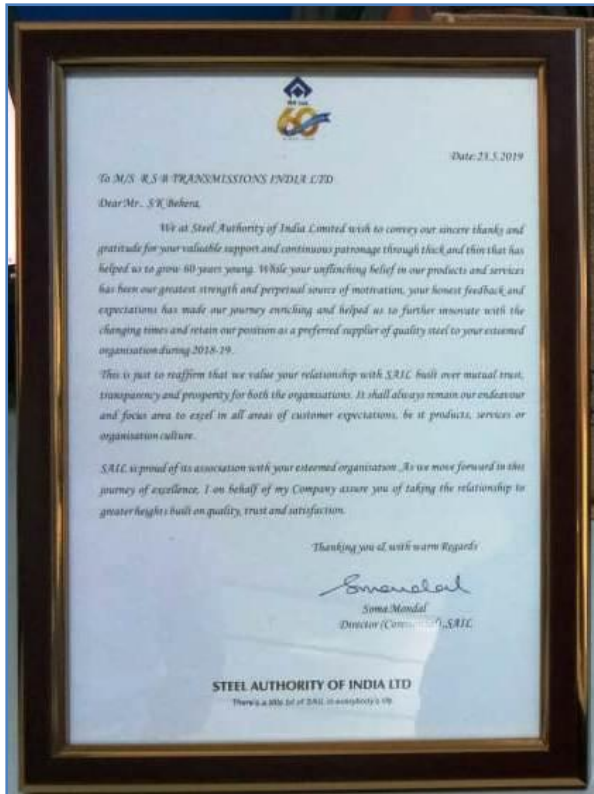 60
Date: 23.5.2019
To M/S R S B TRANSMISSIONS INDIA LTD
Dear Mr.. S.K Behera,
We at Steel Authority of India Limited wish to convey our sincere thanks and
gratitude for your valuable support and continuous patronage through thick and thin that has
helped us to grow 60 years young. While your unflinching belief in our products and services
has been our greatest strength and perpetual source of motivation, your honest feedback and
expectations has made our journey enriching and helped us to further innovate with the
changing times and retain our position as a preferred supplier of quality steel to your esteemed
organisation during 2018-19.
This is just to reaffirm that we value your relationship with SAIL built over mutual trust,
transparency and prosperity for both the organisations. It shall always remain our endeavour
and focus area to excel in all areas of customer expectations, be it products, services or
organisation culture.
SAIL is proud of its association with your esteemed organisation .As we move forward in this
journey of excellence, I on behalf of my Company assure you of taking the relationship to
greater heights built on quality, trust and satisfaction.
Thanking you & with warm Regards
Smondal
Soma Mondal
Director ,SAIL
STEEL AUTHORITY OF INDIA LTD
There's a little bit of SAIL in everybody's life